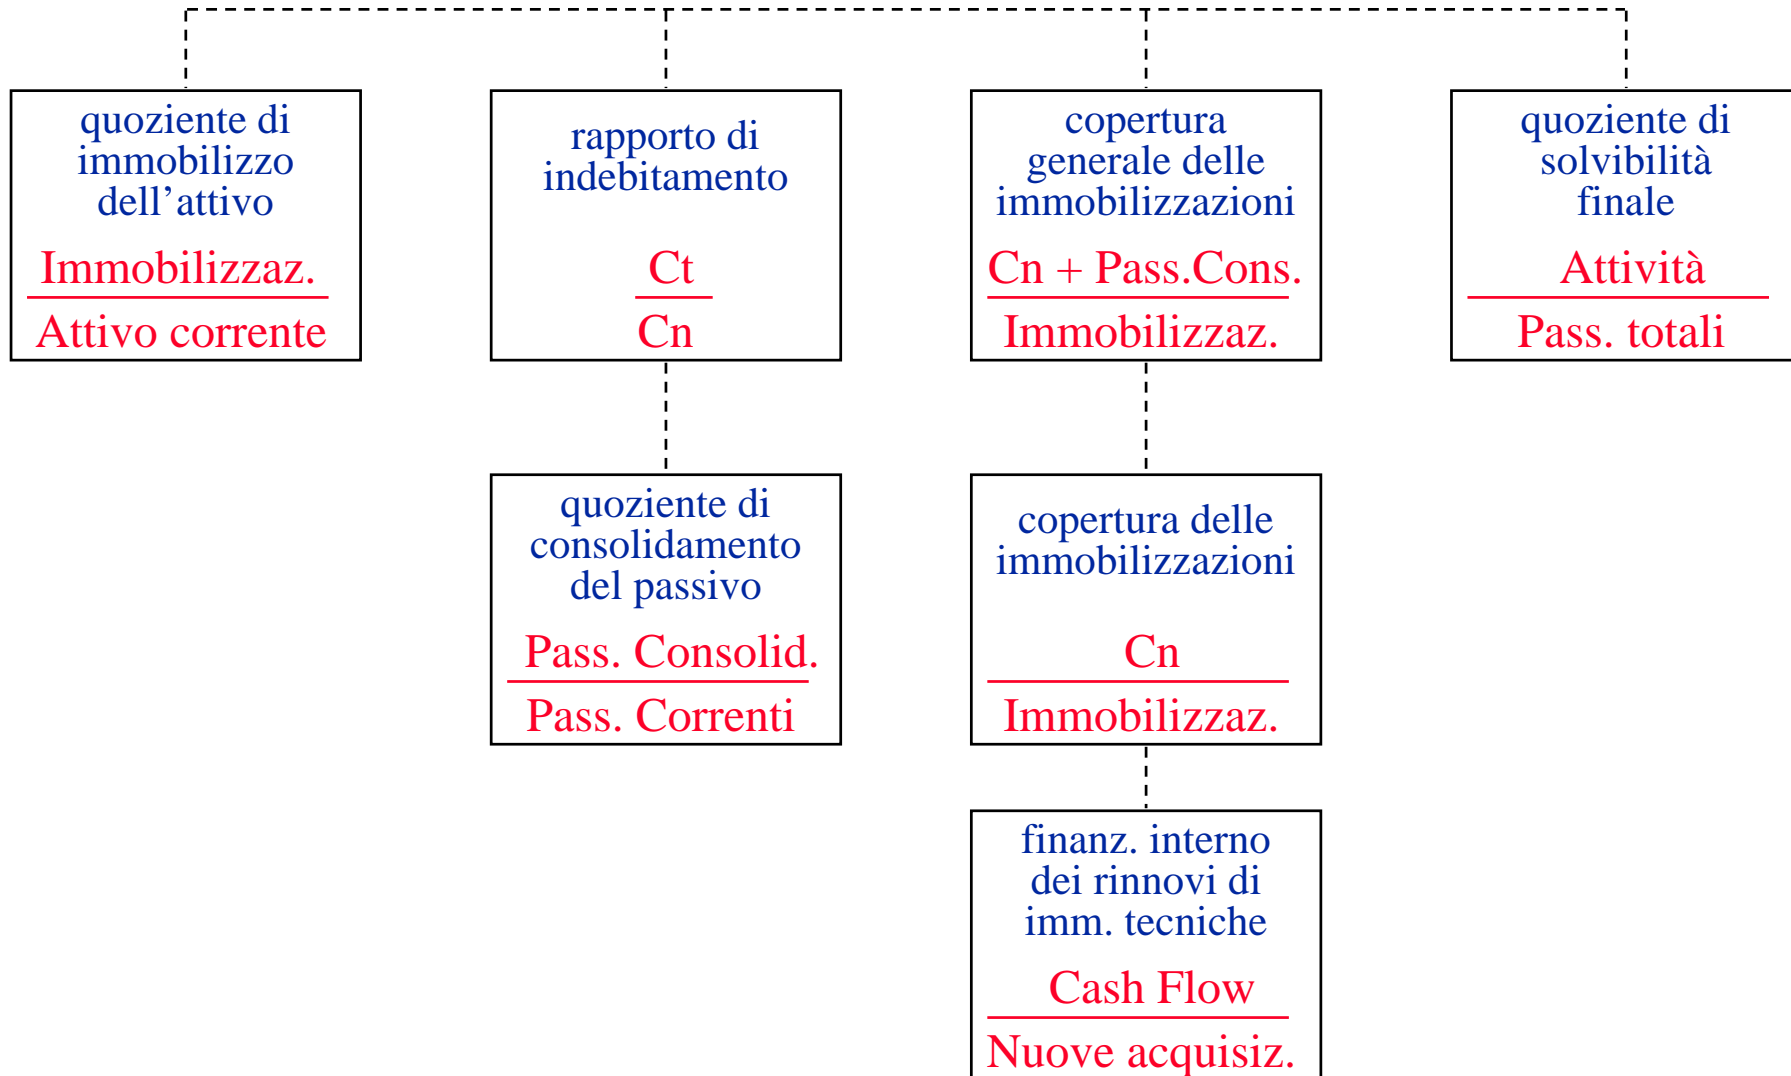 quoziente di
immobilizzo
dell’attivo
Immobilizzaz.
Attivo corrente
rapporto di
indebitamento
Ct
Cn
copertura
generale delle
immobilizzazioni
Cn + Pass.Cons.
Immobilizzaz.
quoziente di
solvibilità
finale
Attività
Pass. totali
quoziente di
consolidamento
del passivo
Pass. Consolid.
Pass. Correnti
copertura delle
immobilizzazioni
Cn
Immobilizzaz.
finanz. interno
dei rinnovi di
imm. tecniche
Cash Flow
Nuove acquisiz.